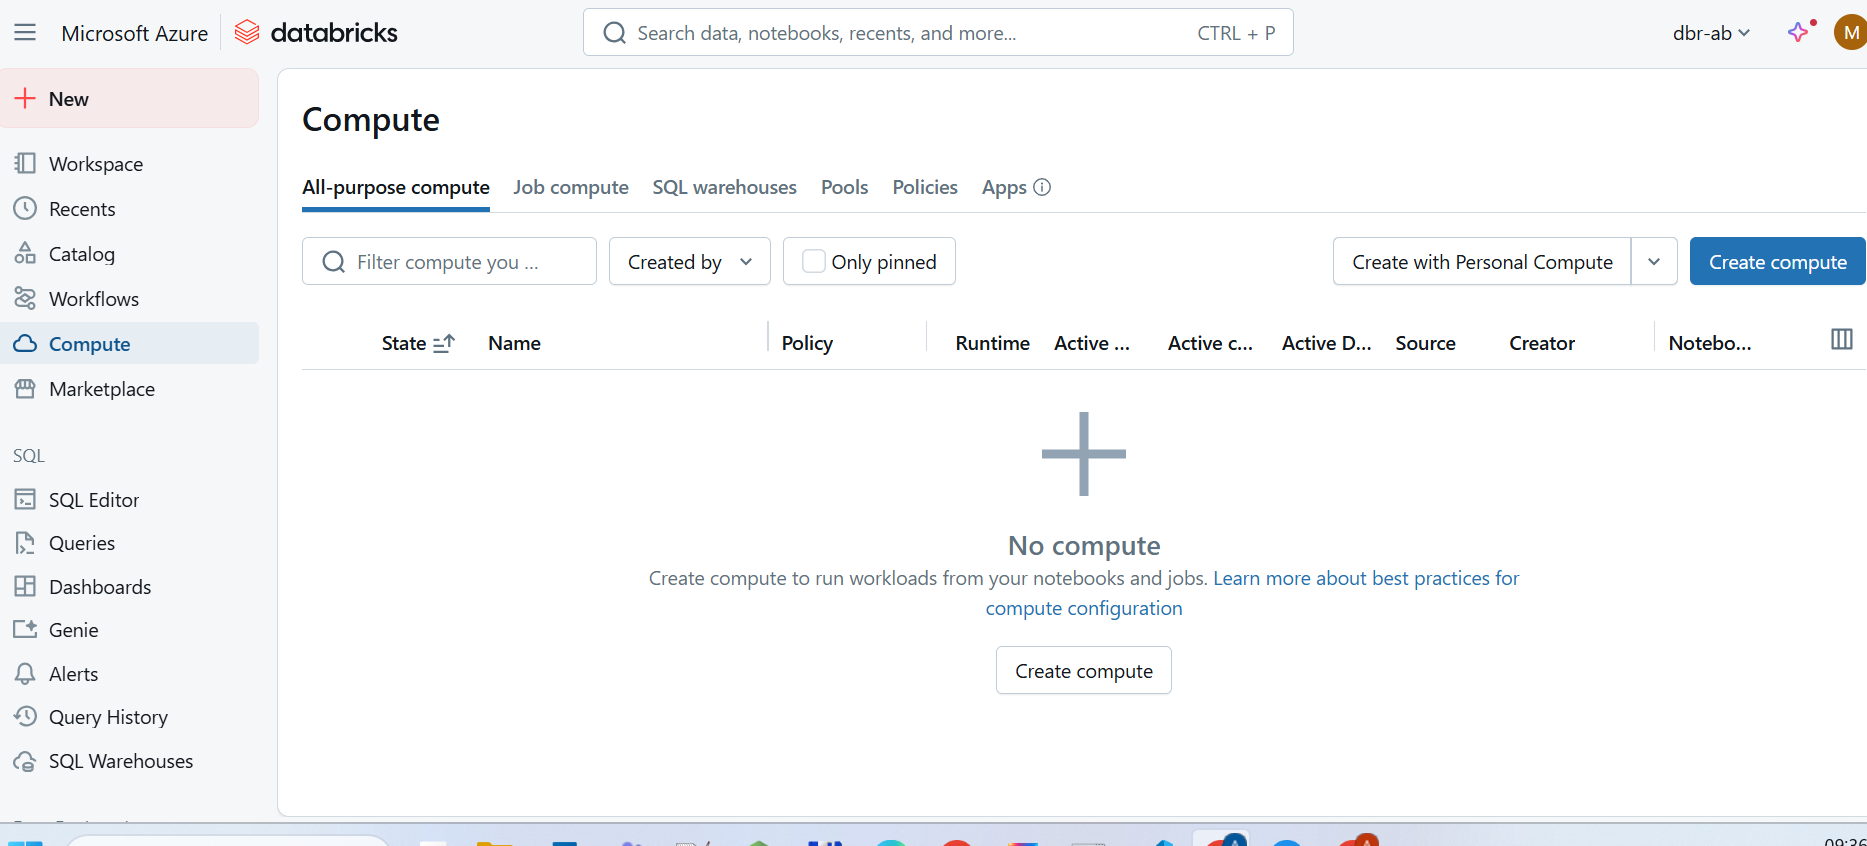 Microsoft Azure databricks
Search data, notebooks, recents, and more... CTRL + P
dbr-ab
M
New
Workspace
Recents
Catalog
Workflows
Compute
Marketplace
SQL
SQL Editor
Queries
Dashboards
Genie
Alerts
Query History
SQL Warehouses
Compute
All-purpose compute Job compute SQL warehouses Pools Policies Apps
Filter compute you ... Created by Only pinned Create with Personal Compute Create compute
State Name Policy Runtime Active ... Active c... Active D... Source Creator Notebo...
No compute
Create compute to run workloads from your notebooks and jobs. Learn more about best practices for
compute configuration
Create compute